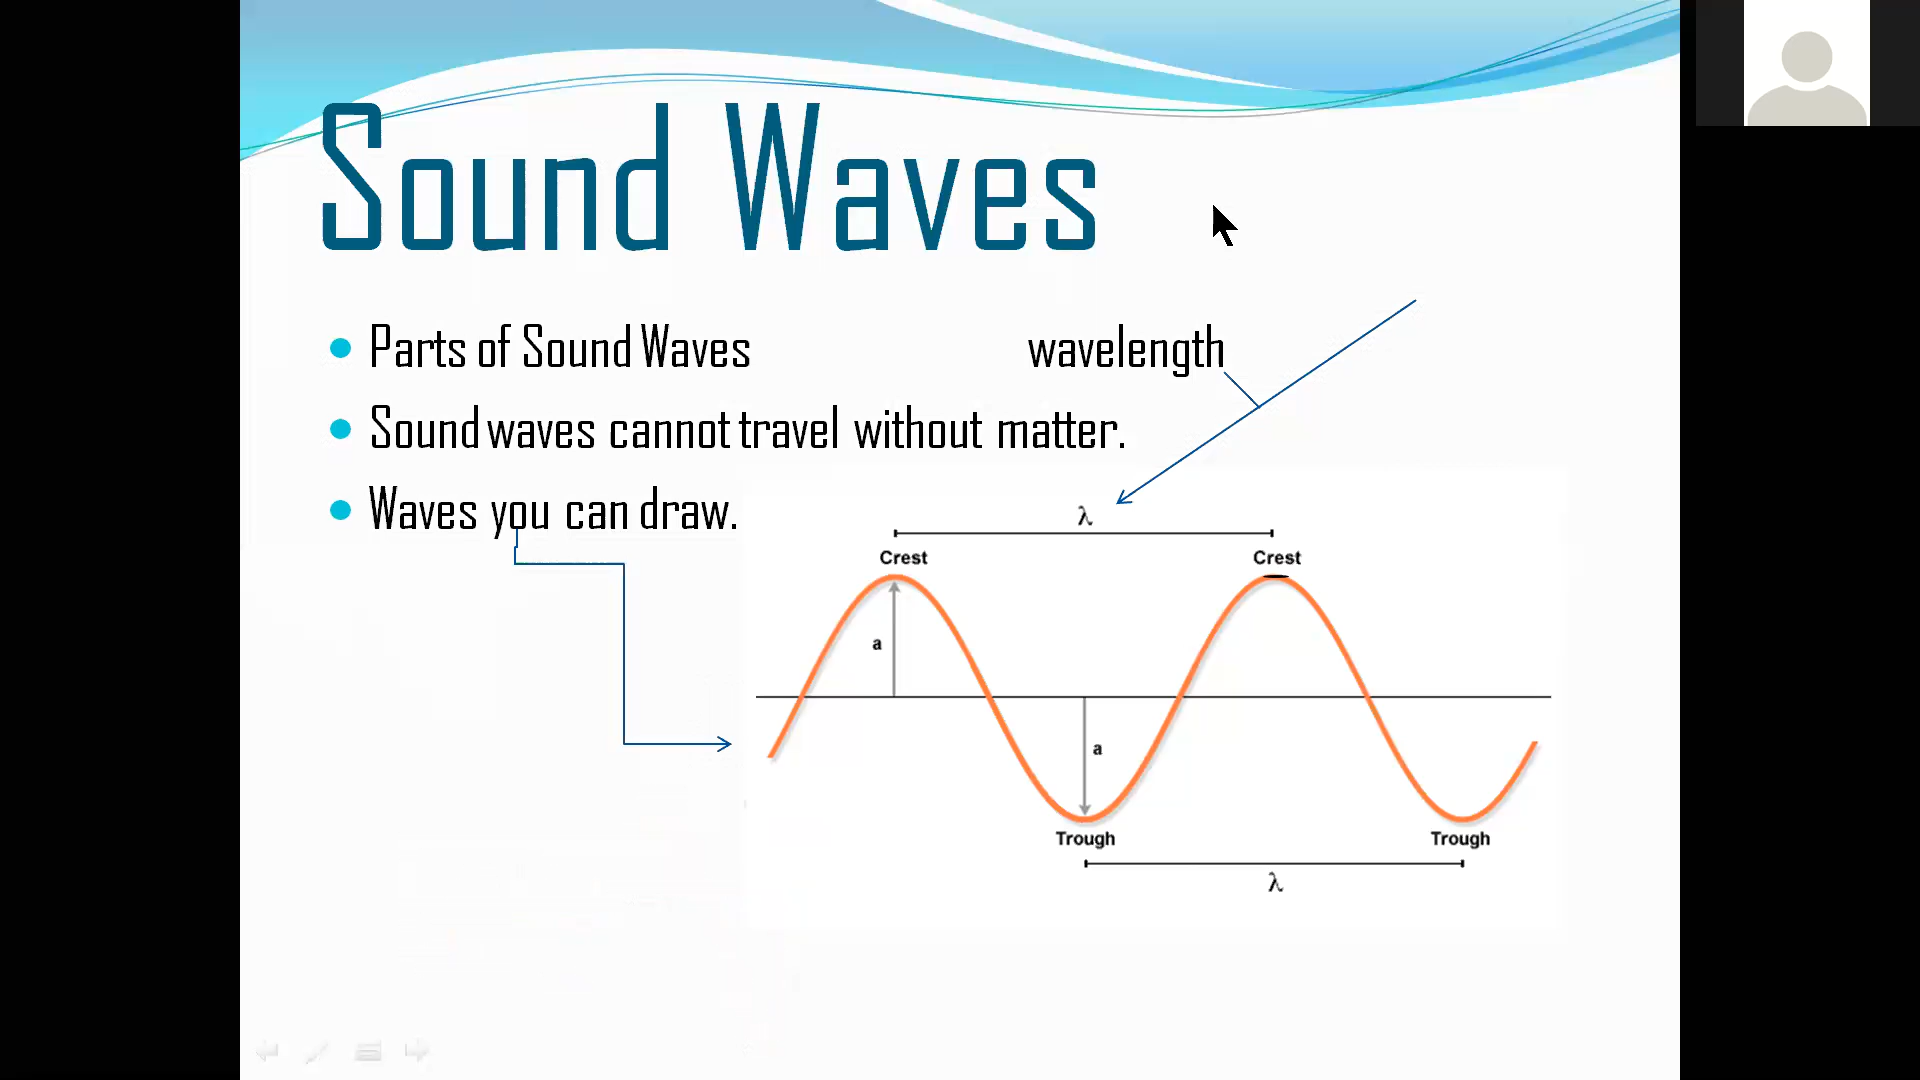 Sound Waves
Parts of Sound Waves wavelength
Sound waves cannot travel without matter.
Waves you can draw.
λ
Crest Crest
a
a
Trough Trough
λ